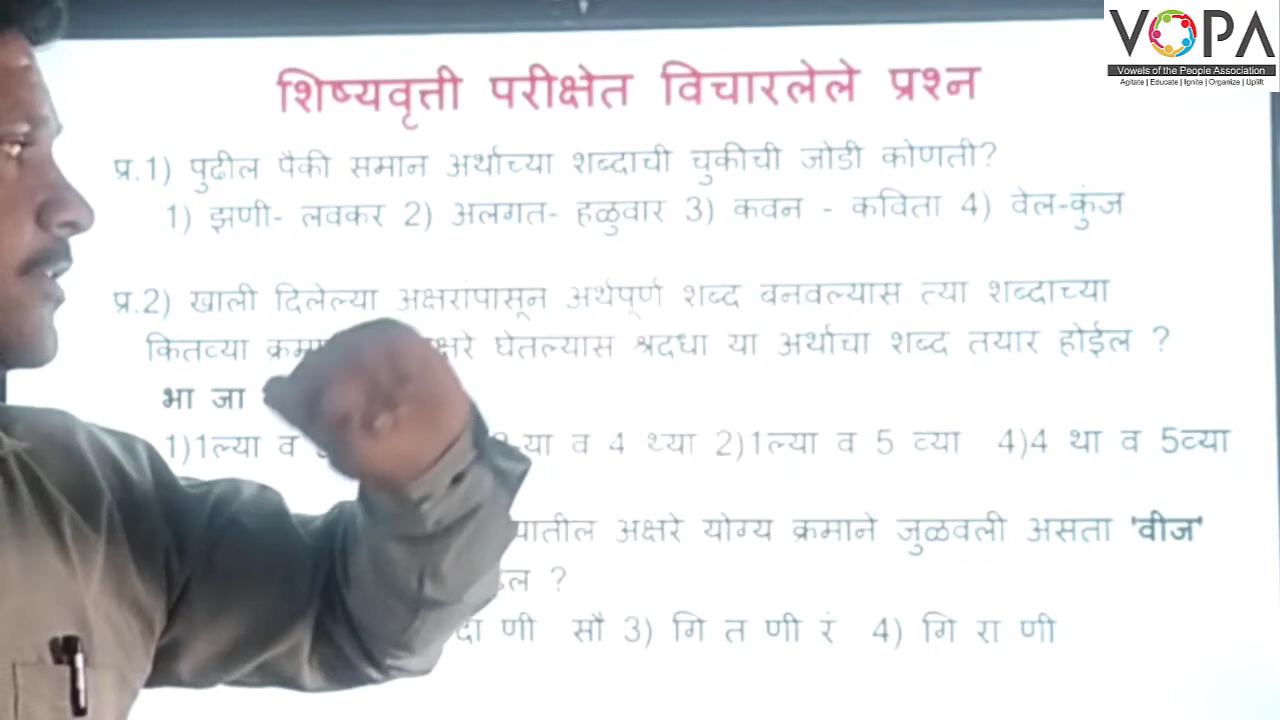 VOPA
Vowels of the People Association
Agitate | Educate | Ignite | Organize | Uplift
शिष्यवृत्ती परीक्षेत विचारलेले प्रश्न
प्र.1) पुढील पैकी समान अर्थाच्या शब्दांची चुकीची जोडी कोणती?
1) झणी- लवकर 2) अलगत- हळुवार 3) कवन - कविता 4) वेल-कुंज
प्र.2) खाली दिलेल्या अक्षरांपासून अर्थपूर्ण शब्द बनवल्यास त्या शब्दाच्या
कितव्या घेतल्यास श्रदधा या अर्थाचा शब्द तयार होईल ?
भा जा
1)1ल्या व या व 4 थ्या 2)1ल्या व 5 व्या 4)4 था व 5व्या
अक्षरे योग्य क्रमाने जुळवली असता 'वीज'
?
णी सौ 3) गि त णी रं 4) गि रा णी